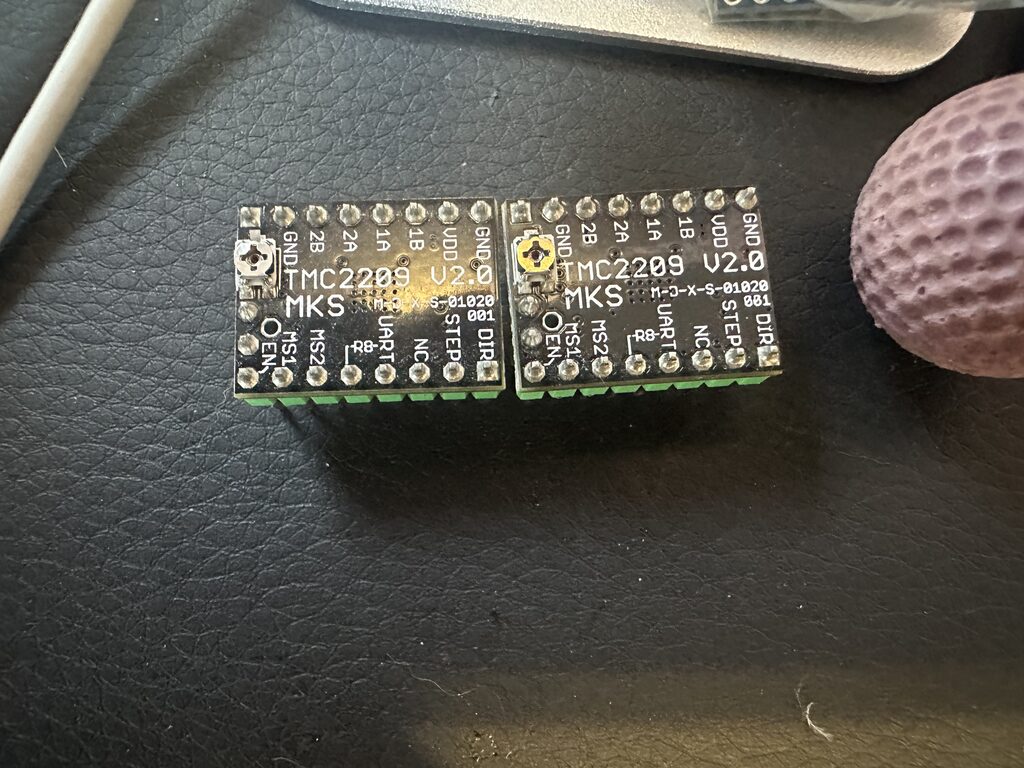 GND 2B 2A 1A 1B VDD GND
TMC2209 V2.0
MKS M-J-X-S-01020
001
EN MS1 MS2 R8 UART NC STEP DIR
GND 2B 2A 1A 1B VDD GND
TMC2209 V2.0
MKS M-J-X-S-01020
001
EN MS1 MS2 R8 UART NC STEP DIR